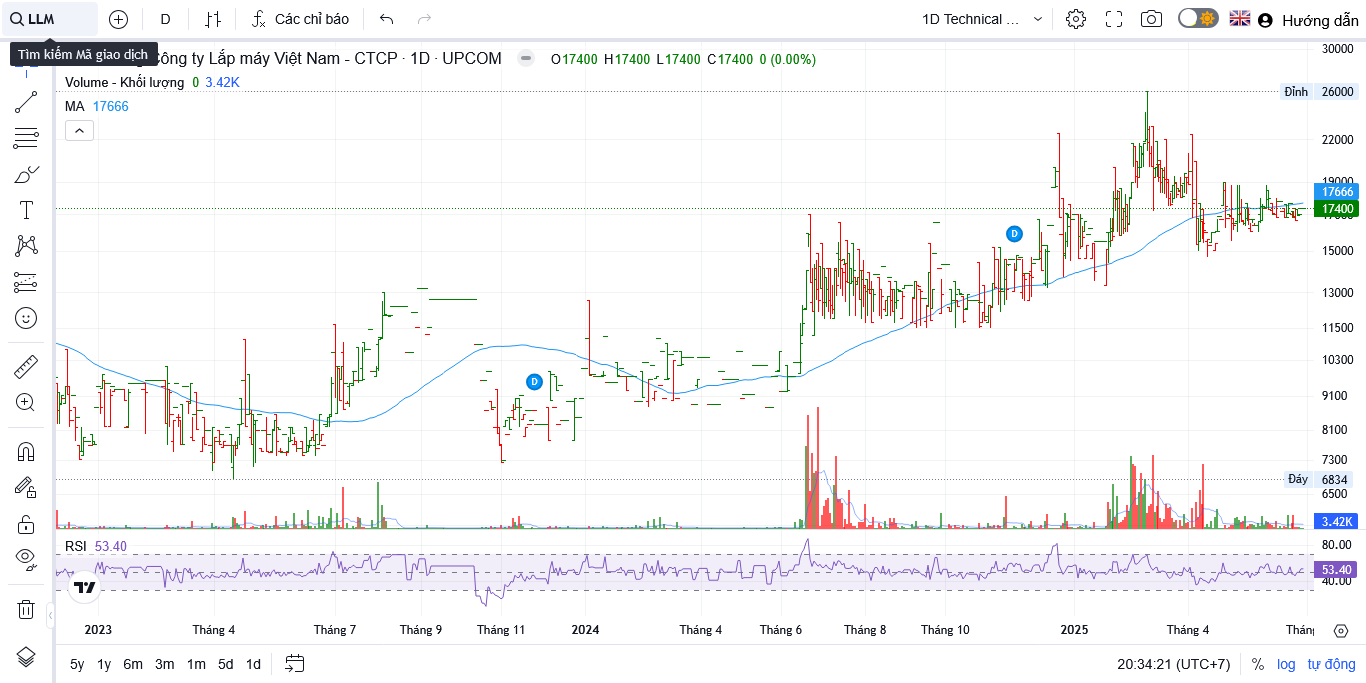 LLM
D
Các chỉ báo
1D Technical ...
Hướng dẫn
Tìm kiếm Mã giao dịch
Công ty Lắp máy Việt Nam - CTCP · 1D · UPCOM
O17400 H17400 L17400 C17400 0 (0.00%)
Volume - Khối lượng 0 3.42K
MA 17666
30000
Đỉnh 26000
22000
19000
17666
17400
15000
13000
11500
10300
9100
8100
7300
Đáy 6834
6500
3.42K
D
D
RSI 53.40
80.00
53.40
40.00
2023 Tháng 4 Tháng 7 Tháng 9 Tháng 11 2024 Tháng 4 Tháng 6 Tháng 8 Tháng 10 2025 Tháng 4
5y 1y 6m 3m 1m 5d 1d
20:34:21 (UTC+7) % log tự động